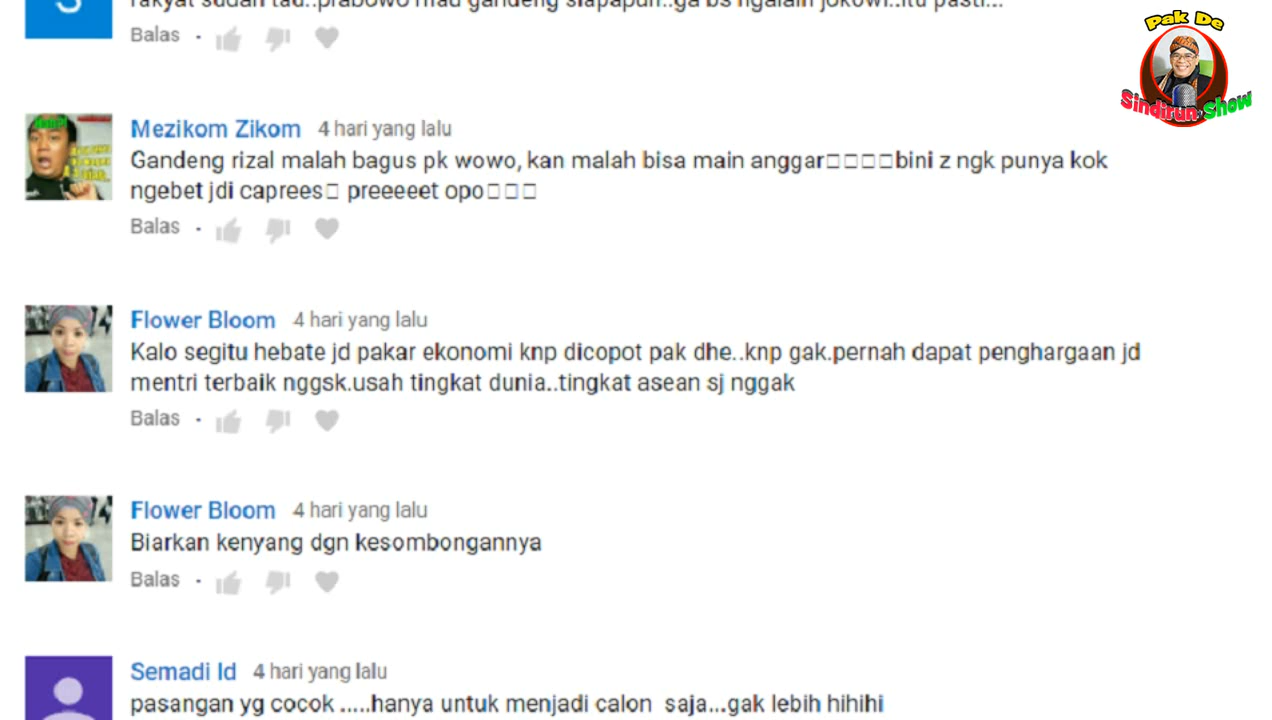 rakyat sudah tau..prabowo mau gandeng siapapun..ga bs ngalain jokowi..itu pasti...
Balas
Pak De
Sindirun Show
Mezikom Zikom 4 hari yang lalu
Gandeng rizal malah bagus pk wowo, kan malah bisa main anggar□□□□bini z ngk punya kok
ngebet jdi caprees□ preeeeet opo□□□
Balas
Flower Bloom 4 hari yang lalu
Kalo segitu hebate jd pakar ekonomi knp dicopot pak dhe..knp gak.pernah dapat penghargaan jd
mentri terbaik nggsk.usah tingkat dunia..tingkat asean sj nggak
Balas
Flower Bloom 4 hari yang lalu
Biarkan kenyang dgn kesombongannya
Balas
Semadi Id 4 hari yang lalu
pasangan yg cocok .....hanya untuk menjadi calon saja...gak lebih hihihi